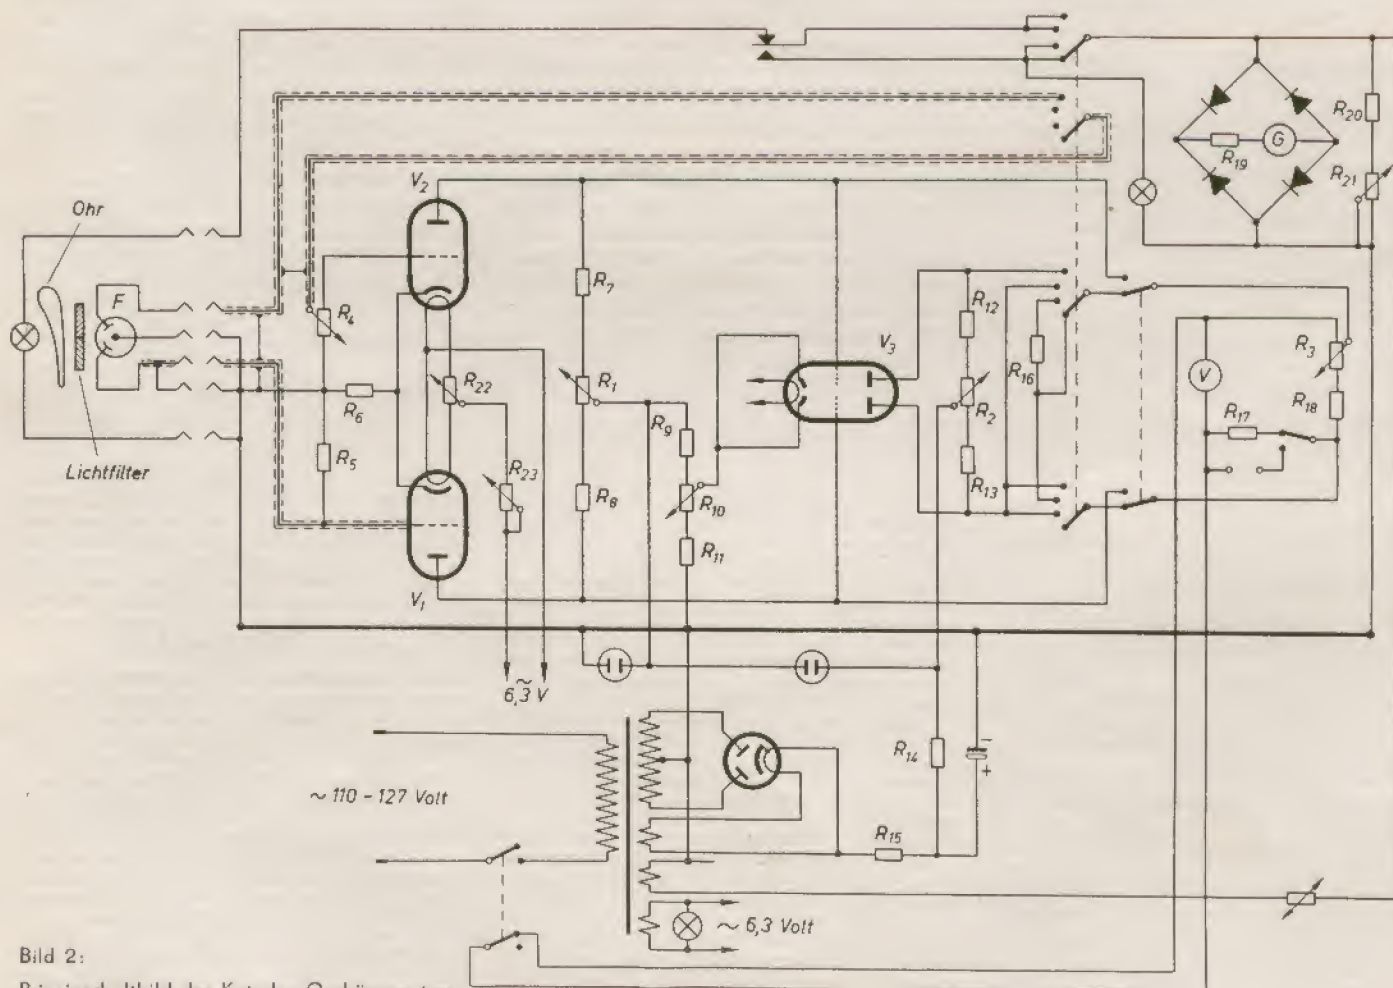 V₂
Ohr
F
R₄
R₇
R₂₂
R₁
R₆
R₅
R₂₃
R₈
V₁
Lichtfilter
R₉
R₁₀
R₁₁
V₃
R₁₂
R₂
R₁₃
R₁₆
G
R₁₉
R₂₀
R₂₁
V
R₃
R₁₇
R₁₈
6,3 V
~
R₁₄
−
+
R₁₅
~ 110 – 127 Volt
~ 6,3 Volt
Bild 2: